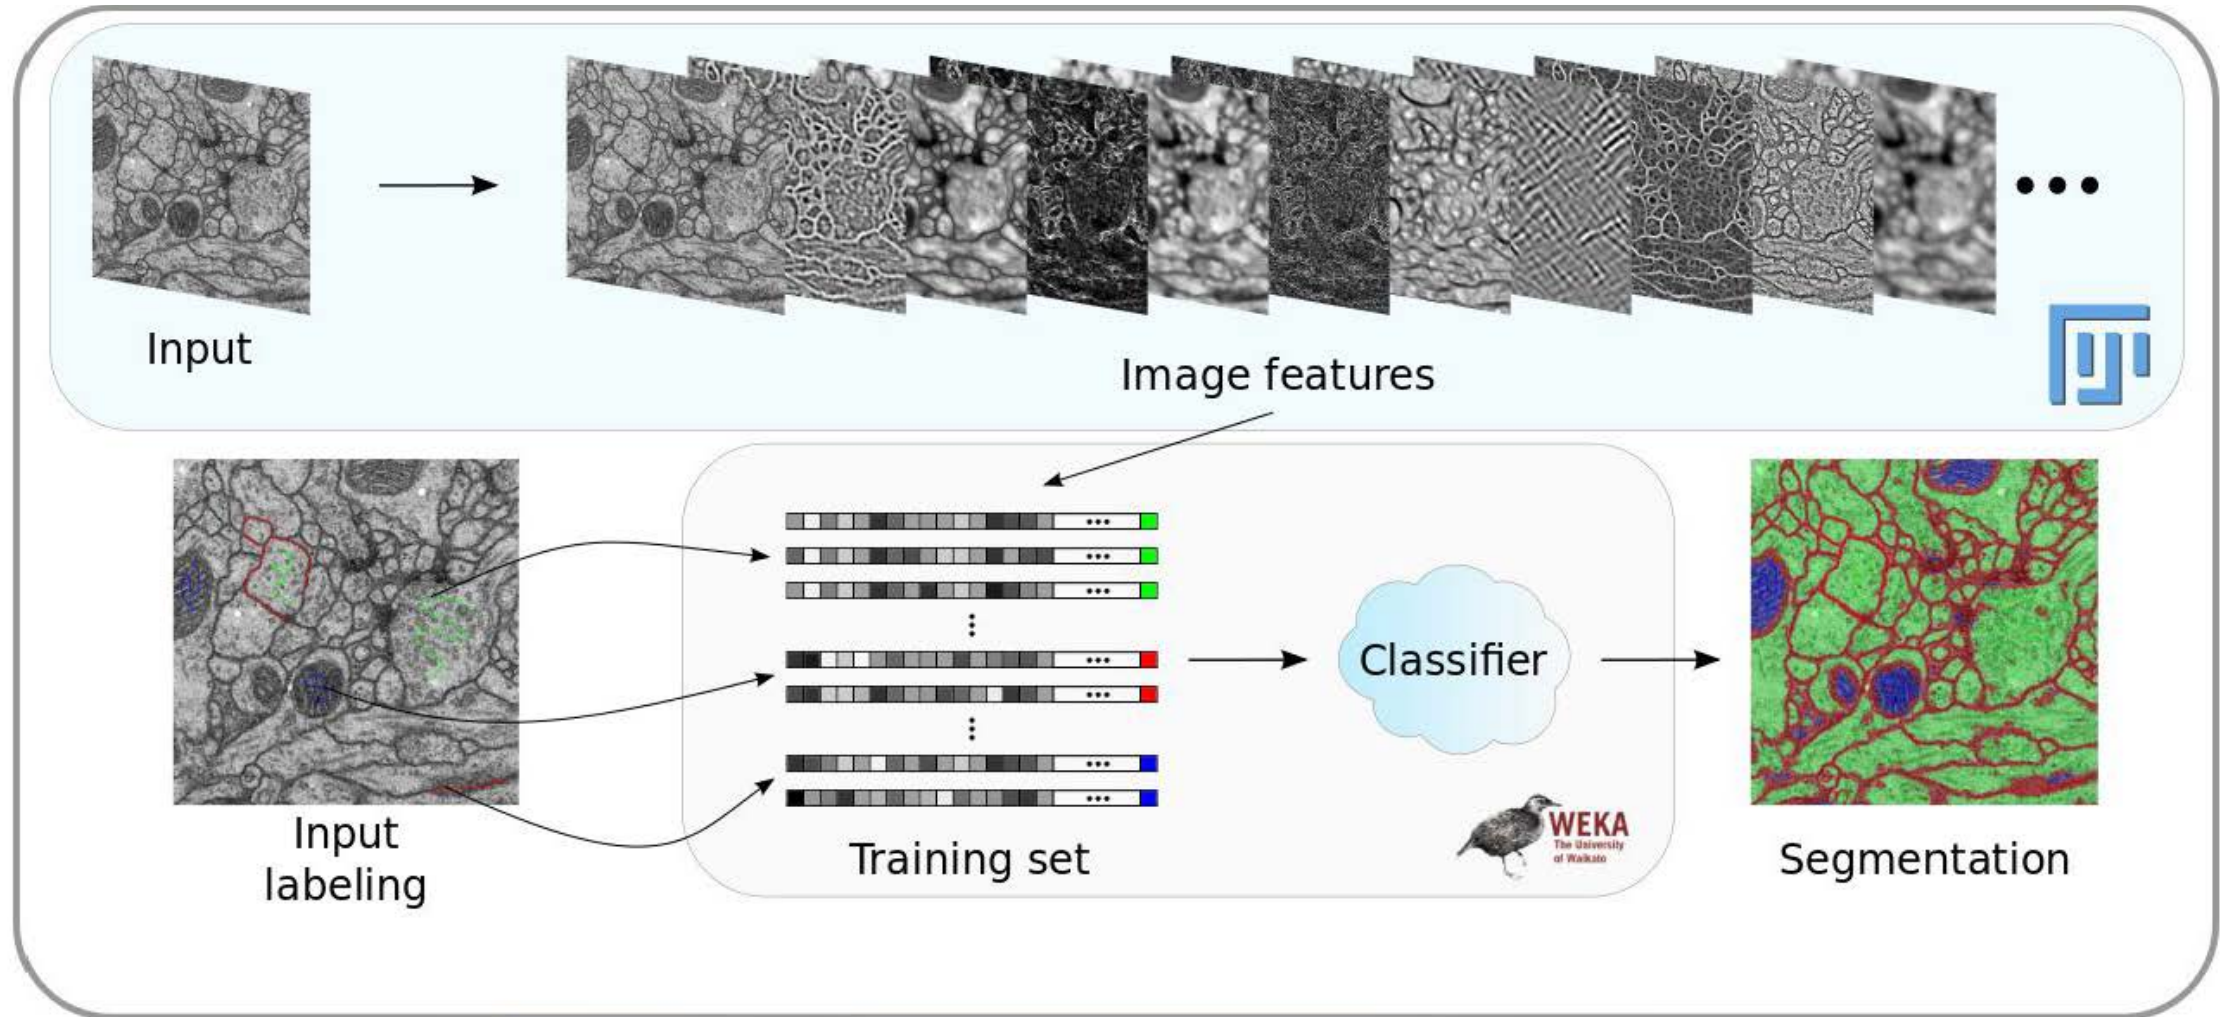 Input
Image features
Input
labeling
Training set
Classifier
WEKA
The University
of Waikato
Segmentation